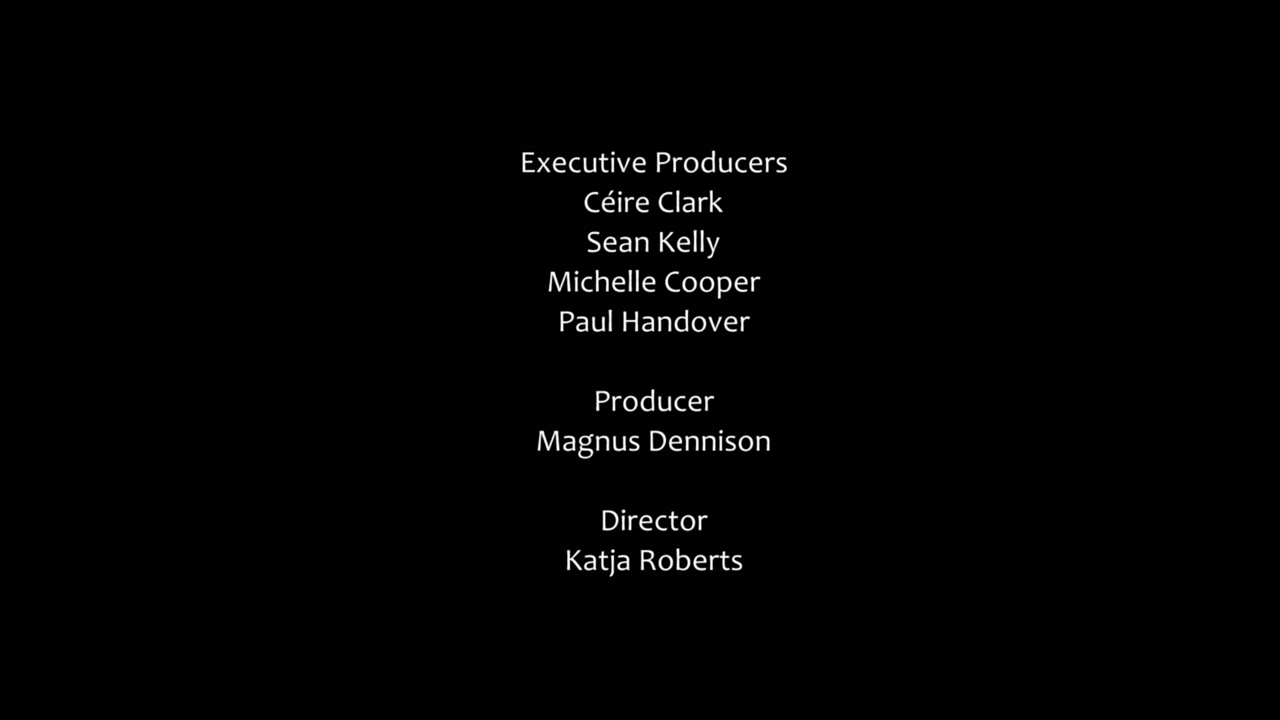 Executive Producers
Céire Clark
Sean Kelly
Michelle Cooper
Paul Handover
Producer
Magnus Dennison
Director
Katja Roberts